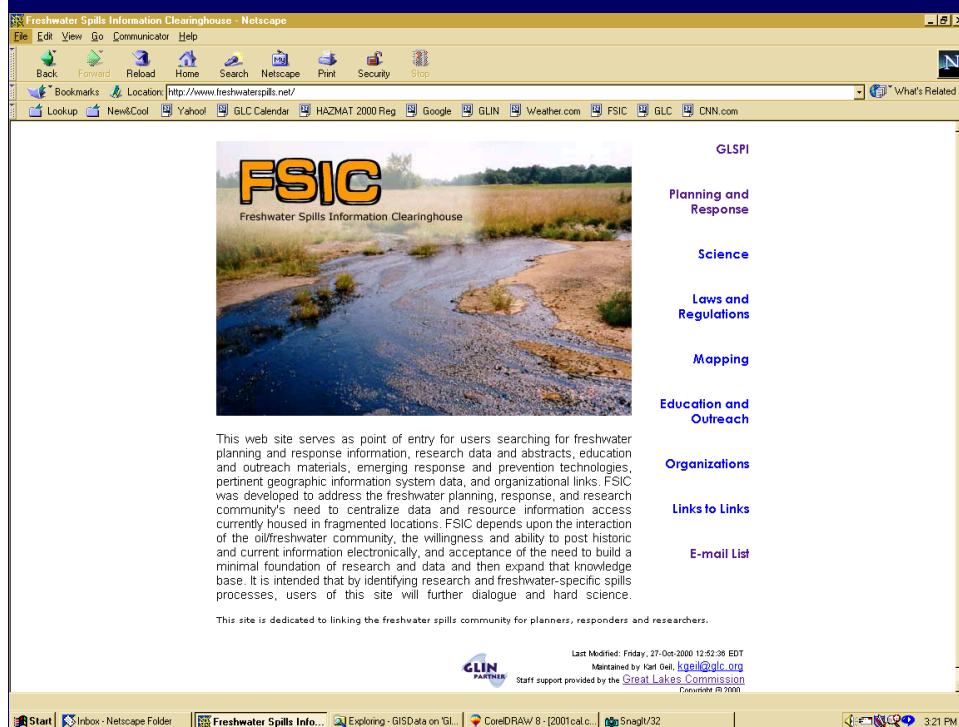 Freshwater Spills Information Clearinghouse - Netscape
File Edit View Go Communicator Help
Back Forward Reload Home Search Netscape Print Security Stop
My
N
Bookmarks Location: http://www.freshwaterspills.net/ What's Related
Lookup New&Cool Yahoo! GLC Calendar HAZMAT 2000 Reg Google GLIN Weather.com FSIC GLC CNN.com
FSIC
Freshwater Spills Information Clearinghouse
GLSPI
Planning and
Response
Science
Laws and
Regulations
Mapping
Education and
Outreach
Organizations
Links to Links
E-mail List
This web site serves as point of entry for users searching for freshwater
planning and response information, research data and abstracts, education
and outreach materials, emerging response and prevention technologies,
pertinent geographic information system data, and organizational links. FSIC
was developed to address the freshwater planning, response, and research
community's need to centralize data and resource information access
currently housed in fragmented locations. FSIC depends upon the interaction
of the oil/freshwater community, the willingness and ability to post historic
and current information electronically, and acceptance of the need to build a
minimal foundation of research and data and then expand that knowledge
base. It is intended that by identifying research and freshwater-specific spills
processes, users of this site will further dialogue and hard science.
This site is dedicated to linking the freshwater spills community for planners, responders and researchers.
GLIN
PARTNER
Last Modified: Friday, 27-Oct-2000 12:52:36 EDT
Maintained by Karl Geil, kgeil@glc.org
Staff support provided by the Great Lakes Commission
Copyright © 2000
Start Inbox - Netscape Folder Freshwater Spills Info... Exploring - GISData on 'Gl... CorelDRAW 8 - [2001cal.c... SnagIt/32 3:21 PM